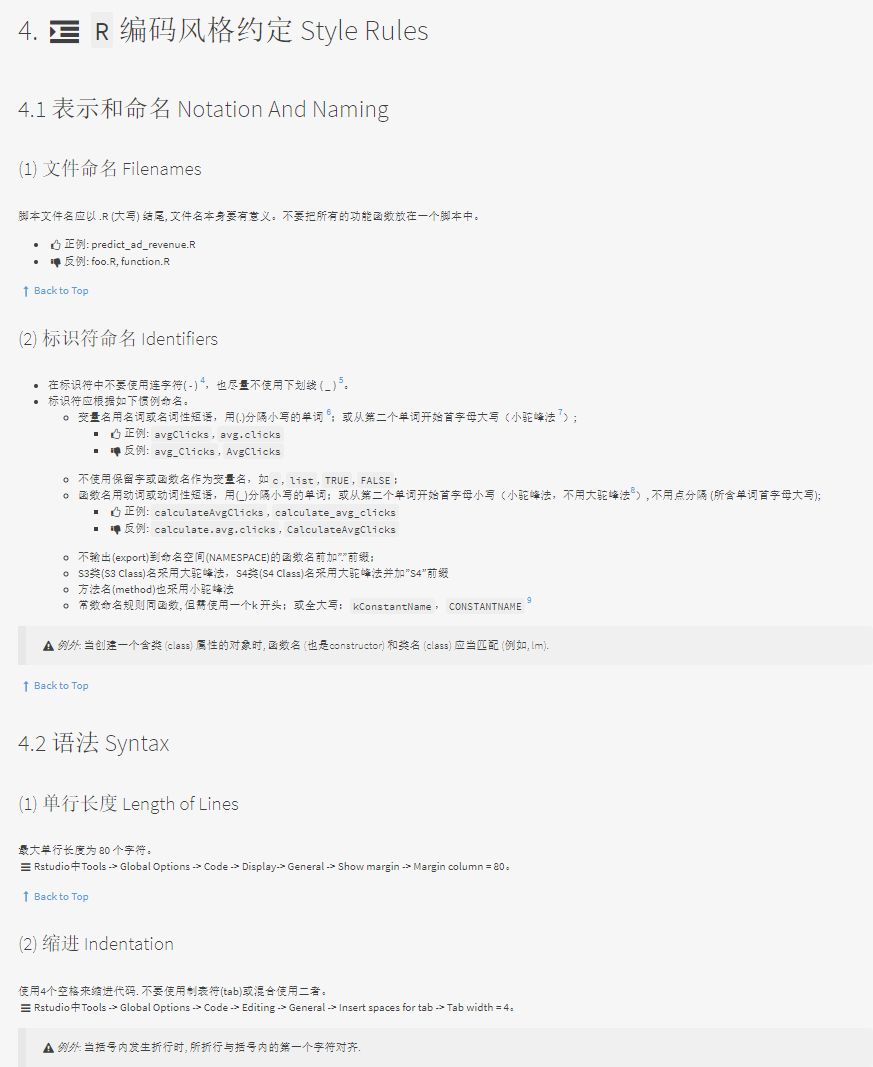 4. R 编码风格约定 Style Rules
4.1 表示和命名 Notation And Naming
(1) 文件命名 Filenames
脚本文件名应以 .R (大写) 结尾, 文件名本身要有意义。不要把所有的功能函数放在一个脚本中。
正例: predict_ad_revenue.R
反例: foo.R, function.R
Back to Top
(2) 标识符命名 Identifiers
在标识符中不要使用连字符( - ) 4，也尽量不使用下划线 ( _ ) 5。
标识符应根据如下惯例命名。
变量名用名词或名词性短语，用(.)分隔小写的单词 6；或从第二个单词开始首字母大写（小驼峰法 7）;
正例: avgClicks , avg.clicks
反例: avg_Clicks , AvgClicks
不使用保留字或函数名作为变量名，如 c , list , TRUE , FALSE ;
函数名用动词或动词性短语，用(_)分隔小写的单词；或从第二个单词开始首字母小写（小驼峰法，不用大驼峰法8）, 不用点分隔 (所含单词首字母大写);
正例: calculateAvgClicks , calculate_avg_clicks
反例: calculate.avg.clicks , CalculateAvgClicks
不输出(export)到命名空间(NAMESPACE)的函数名前加”.”前缀；
S3类(S3 Class)名采用大驼峰法，S4类(S4 Class)名采用大驼峰法并加”S4”前缀
方法名(method)也采用小驼峰法
常数命名规则同函数, 但需使用一个k 开头；或全大写： kConstantName ， CONSTANTNAME 9
例外: 当创建一个含类 (class) 属性的对象时, 函数名 (也是constructor) 和类名 (class) 应当匹配 (例如, lm).
Back to Top
4.2 语法 Syntax
(1) 单行长度 Length of Lines
最大单行长度为 80 个字符。
Rstudio中Tools -> Global Options -> Code -> Display-> General -> Show margin -> Margin column = 80。
Back to Top
(2) 缩进 Indentation
使用4个空格来缩进代码. 不要使用制表符(tab)或混合使用二者。
Rstudio中Tools -> Global Options -> Code -> Editing -> General -> Insert spaces for tab -> Tab width = 4。
例外: 当括号内发生折行时, 所折行与括号内的第一个字符对齐.